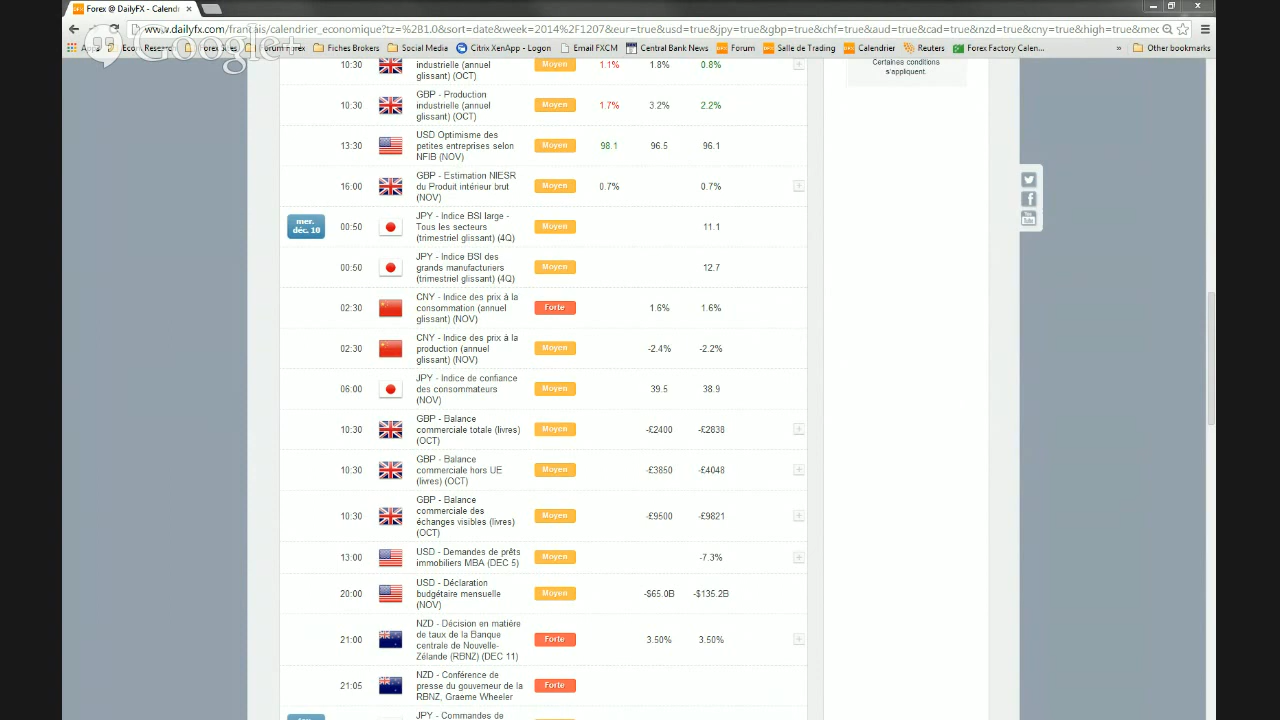 Forex @ DailyFX - Calendr
www.dailyfx.com/francais/calendrier_economique?tz=%2B1.0&sort=date&week=2014%2F1207&eur=true&usd=true&jpy=true&gbp=true&chf=true&aud=true&cad=true&nzd=true&cny=true&high=true&mec
Google+
Fiches Brokers Social Media Citrix XenApp - Logon Email FXCM Central Bank News Forum Salle de Trading Calendrier Reuters Forex Factory Calen... » Other bookmarks
10:30 industrielle (annuel glissant) (OCT) Moyen 1.1% 1.8% 0.8%
Certaines conditions
s'appliquent.
10:30 GBP - Production industrielle (annuel glissant) (OCT) Moyen 1.7% 3.2% 2.2%
13:30 USD Optimisme des petites entreprises selon NFIB (NOV) Moyen 98.1 96.5 96.1
16:00 GBP - Estimation NIESR du Produit intérieur brut (NOV) Moyen 0.7% 0.7%
mer. déc. 10
00:50 JPY - Indice BSI large - Tous les secteurs (trimestriel glissant) (4Q) Moyen 11.1
00:50 JPY - Indice BSI des grands manufacturiers (trimestriel glissant) (4Q) Moyen 12.7
02:30 CNY - Indice des prix à la consommation (annuel glissant) (NOV) Forte 1.6% 1.6%
02:30 CNY - Indice des prix à la production (annuel glissant) (NOV) Moyen -2.4% -2.2%
06:00 JPY - Indice de confiance des consommateurs (NOV) Moyen 39.5 38.9
10:30 GBP - Balance commerciale totale (livres) (OCT) Moyen -£2400 -£2838
10:30 GBP - Balance commerciale hors UE (livres) (OCT) Moyen -£3850 -£4048
10:30 GBP - Balance commerciale des échanges visibles (livres) (OCT) Moyen -£9500 -£9821
13:00 USD - Demandes de prêts immobiliers MBA (DEC 5) Moyen -7.3%
20:00 USD - Déclaration budgétaire mensuelle (NOV) Moyen -$65.0B -$135.2B
21:00 NZD - Décision en matière de taux de la Banque centrale de Nouvelle-Zélande (RBNZ) (DEC 11) Forte 3.50% 3.50%
21:05 NZD - Conférence de presse du gouverneur de la RBNZ, Graeme Wheeler Forte
JPY - Commandes de
You Tube